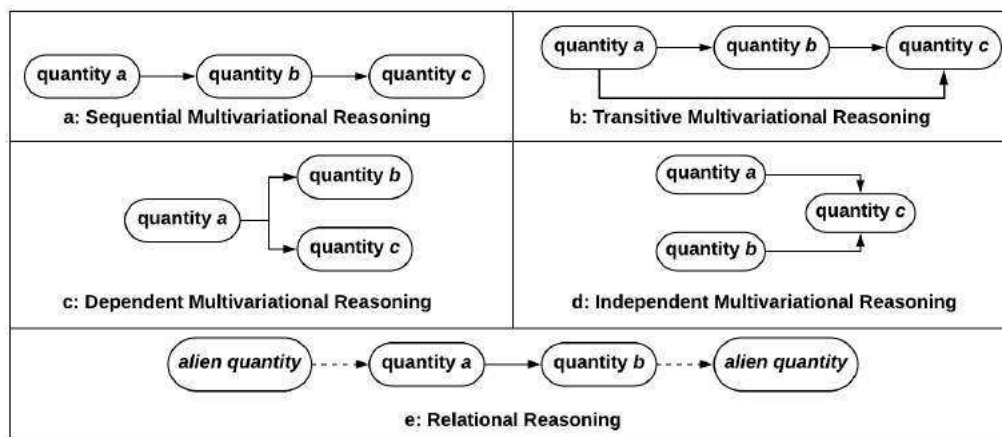 quantity a
quantity b
quantity c
a: Sequential Multivariational Reasoning
quantity a
quantity b
quantity c
b: Transitive Multivariational Reasoning
quantity a
quantity b
quantity c
c: Dependent Multivariational Reasoning
quantity a
quantity b
quantity c
d: Independent Multivariational Reasoning
alien quantity
quantity a
quantity b
alien quantity
e: Relational Reasoning